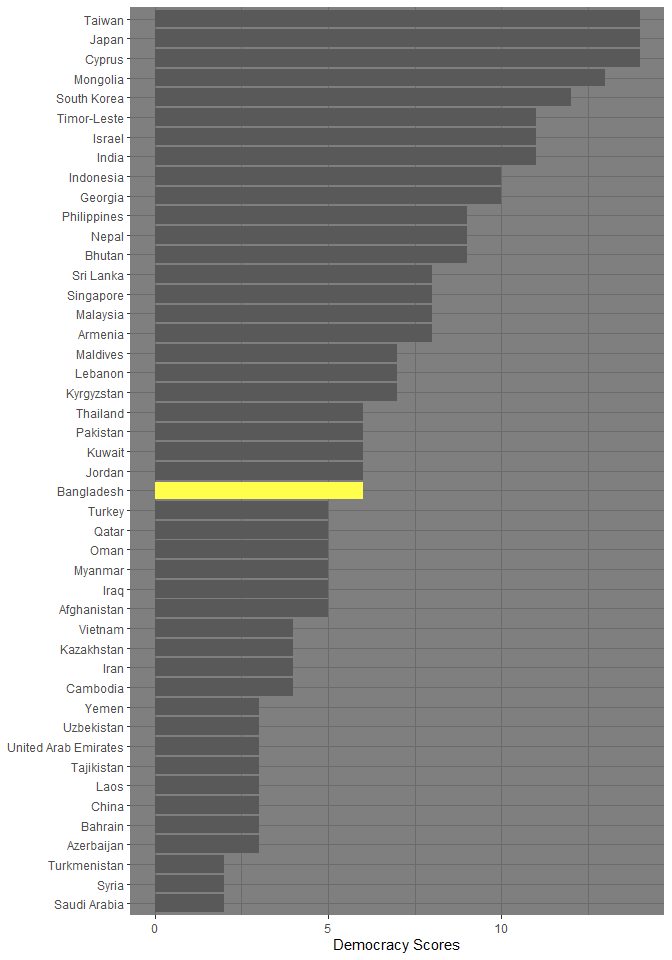 Taiwan
Japan
Cyprus
Mongolia
South Korea
Timor-Leste
Israel
India
Indonesia
Georgia
Philippines
Nepal
Bhutan
Sri Lanka
Singapore
Malaysia
Armenia
Maldives
Lebanon
Kyrgyzstan
Thailand
Pakistan
Kuwait
Jordan
Bangladesh
Turkey
Qatar
Oman
Myanmar
Iraq
Afghanistan
Vietnam
Kazakhstan
Iran
Cambodia
Yemen
Uzbekistan
United Arab Emirates
Tajikistan
Laos
China
Bahrain
Azerbaijan
Turkmenistan
Syria
Saudi Arabia
0 5 10
Democracy Scores